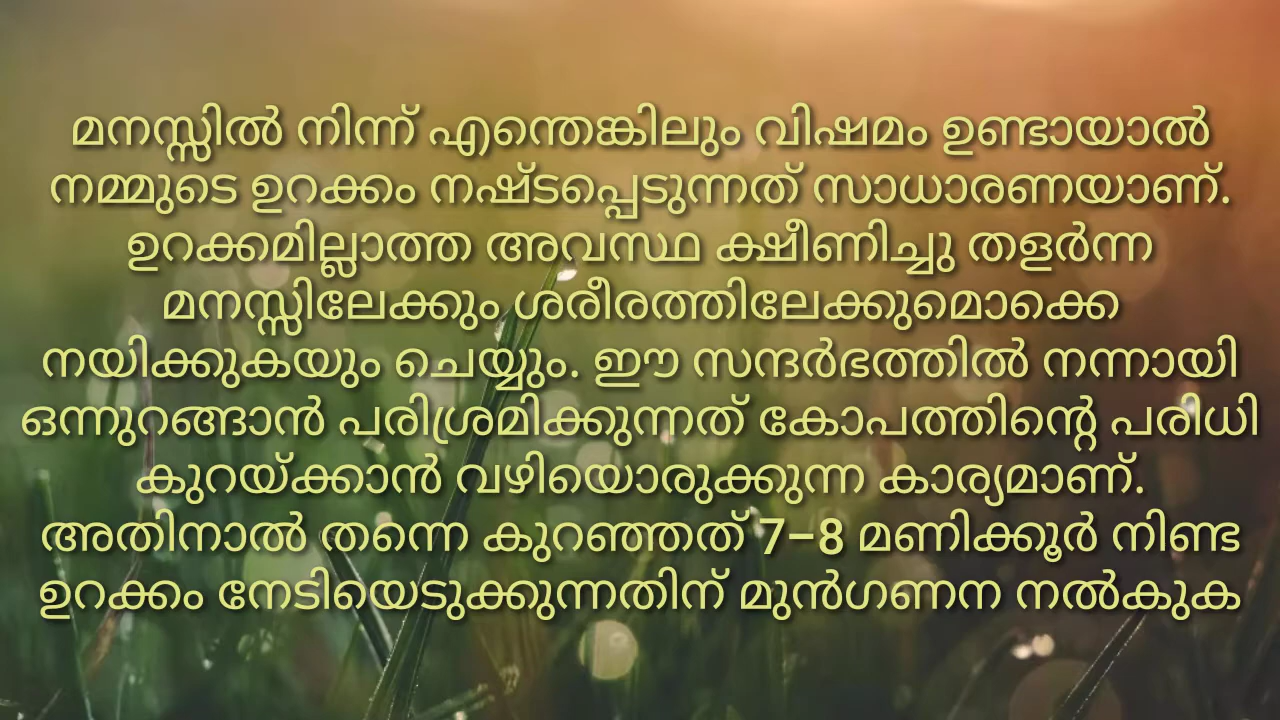 മനസ്സിൽ നിന്ന് എന്തെങ്കിലും വിഷമം ഉണ്ടായാൽ
നമ്മുടെ ഉറക്കം നഷ്ടപ്പെടുന്നത് സാധാരണയാണ്.
ഉറക്കമില്ലാത്ത അവസ്ഥ ക്ഷീണിച്ചു തളർന്ന
മനസ്സിലേക്കും ശരീരത്തിലേക്കുമൊക്കെ
നയിക്കുകയും ചെയ്യും. ഈ സന്ദർഭത്തിൽ നന്നായി
ഒന്നുറങ്ങാൻ പരിശ്രമിക്കുന്നത് കോപത്തിന്റെ പരിധി
കുറയ്ക്കാൻ വഴിയൊരുക്കുന്ന കാര്യമാണ്.
അതിനാൽ തന്നെ കുറഞ്ഞത് 7–8 മണിക്കൂർ നിണ്ട
ഉറക്കം നേടിയെടുക്കുന്നതിന് മുൻഗണന നൽകുക